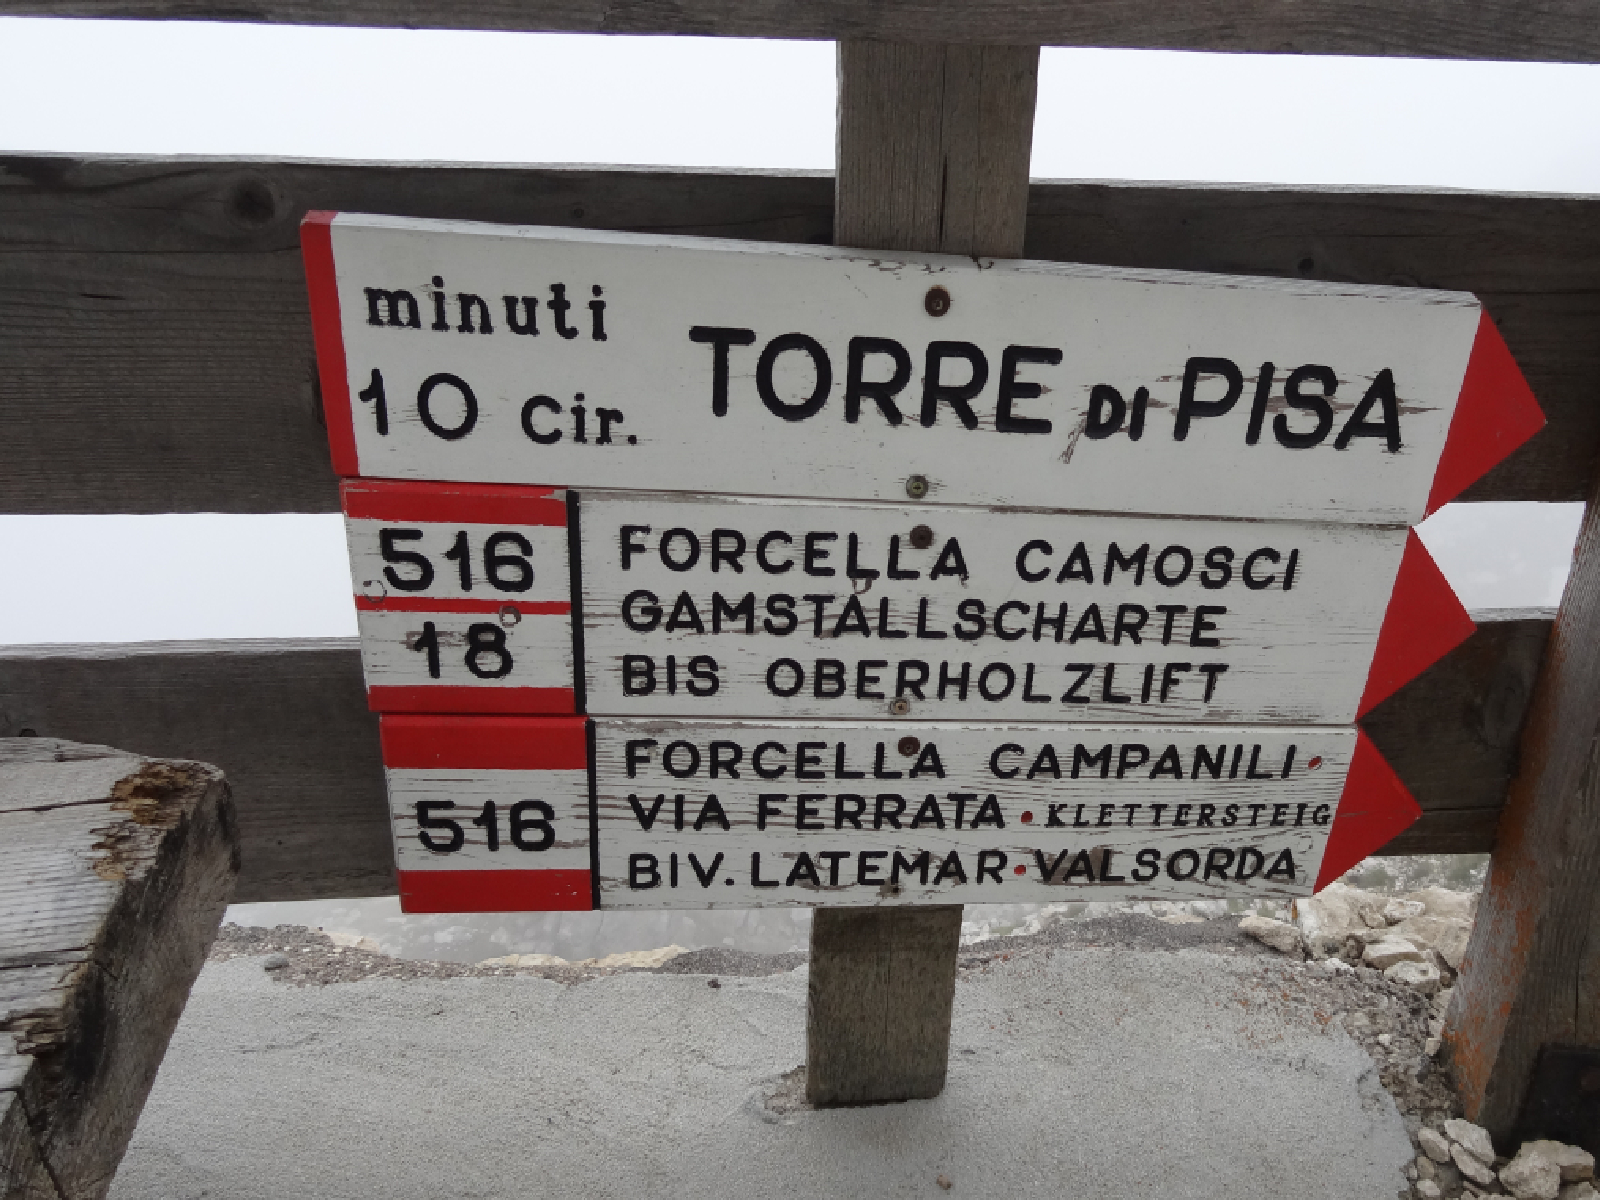 minuti
10 cir. TORRE DI PISA
516 FORCELLA CAMOSCI
18 GAMSTALLSCHARTE
BIS OBERHOLZLIFT
FORCELLA CAMPANILI •
516 VIA FERRATA • KLETTERSTEIG
BIV. LATEMAR • VALSORDA